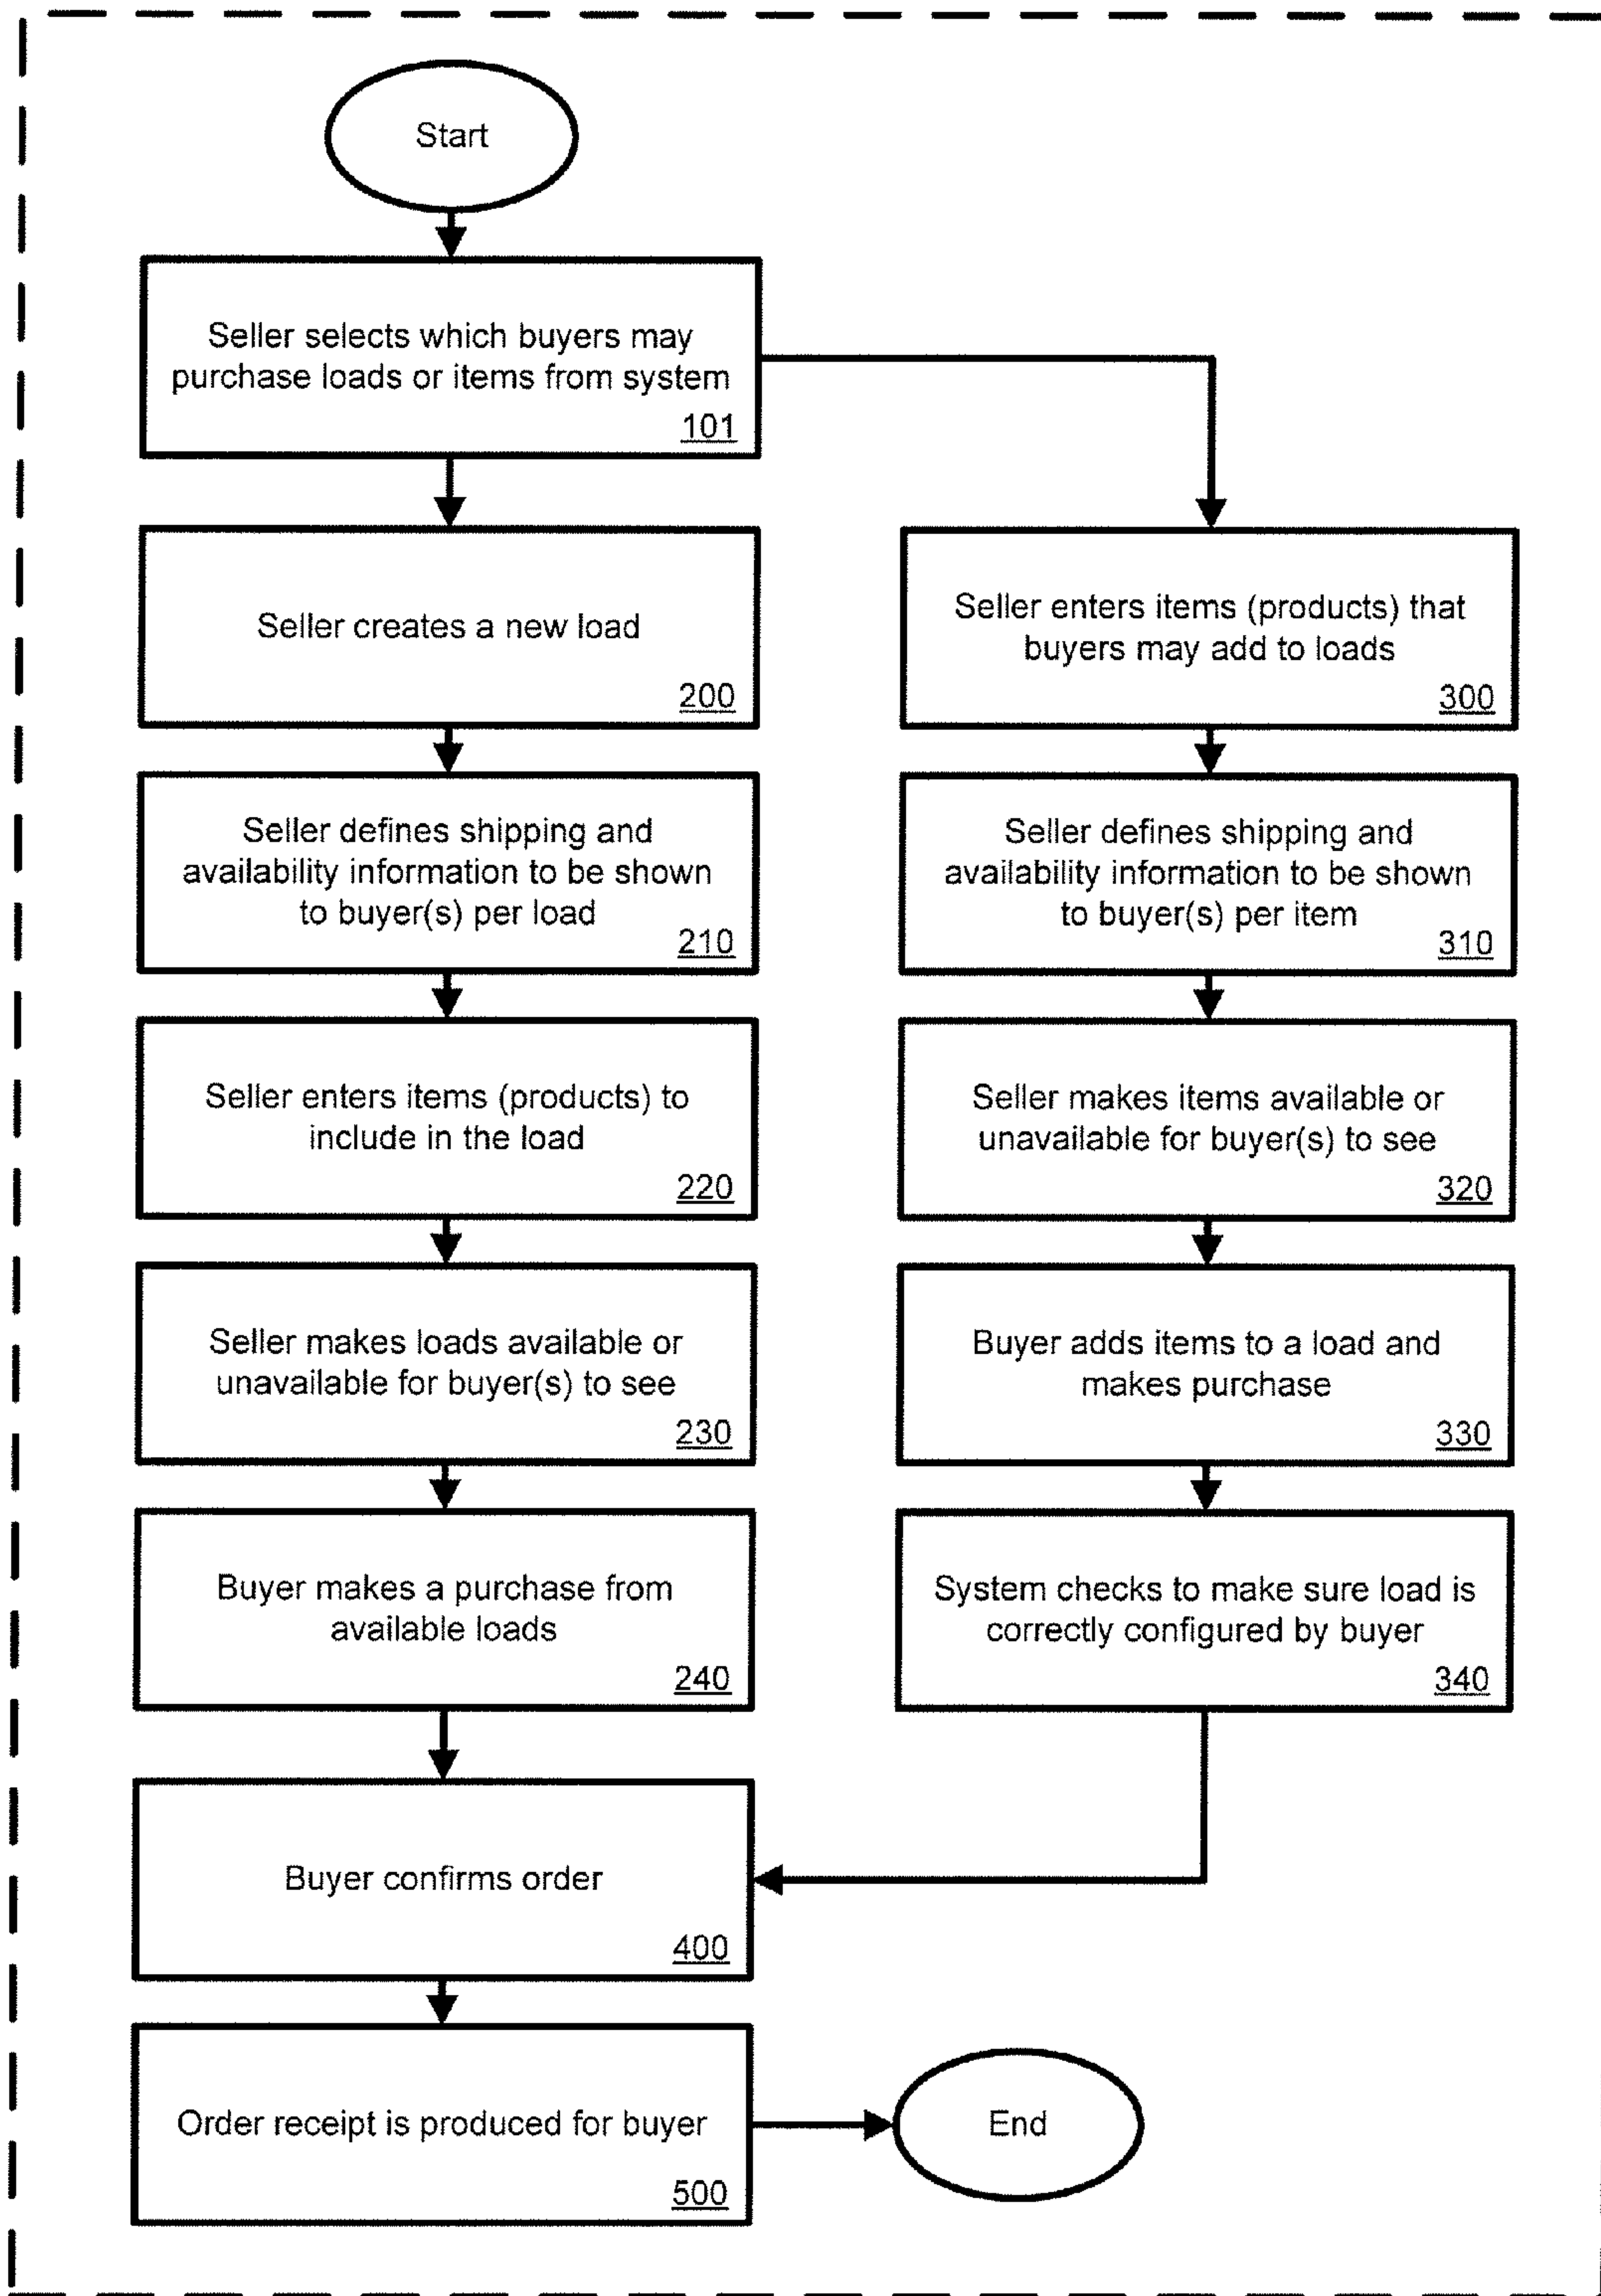 Start
Seller selects which buyers may
purchase loads or items from system
101
Seller creates a new load
200
Seller defines shipping and
availability information to be shown
to buyer(s) per load
210
Seller enters items (products) to
include in the load
220
Seller makes loads available or
unavailable for buyer(s) to see
230
Buyer makes a purchase from
available loads
240
Seller enters items (products) that
buyers may add to loads
300
Seller defines shipping and
availability information to be shown
to buyer(s) per item
310
Seller makes items available or
unavailable for buyer(s) to see
320
Buyer adds items to a load and
makes purchase
330
System checks to make sure load is
correctly configured by buyer
340
Buyer confirms order
400
Order receipt is produced for buyer
500
End